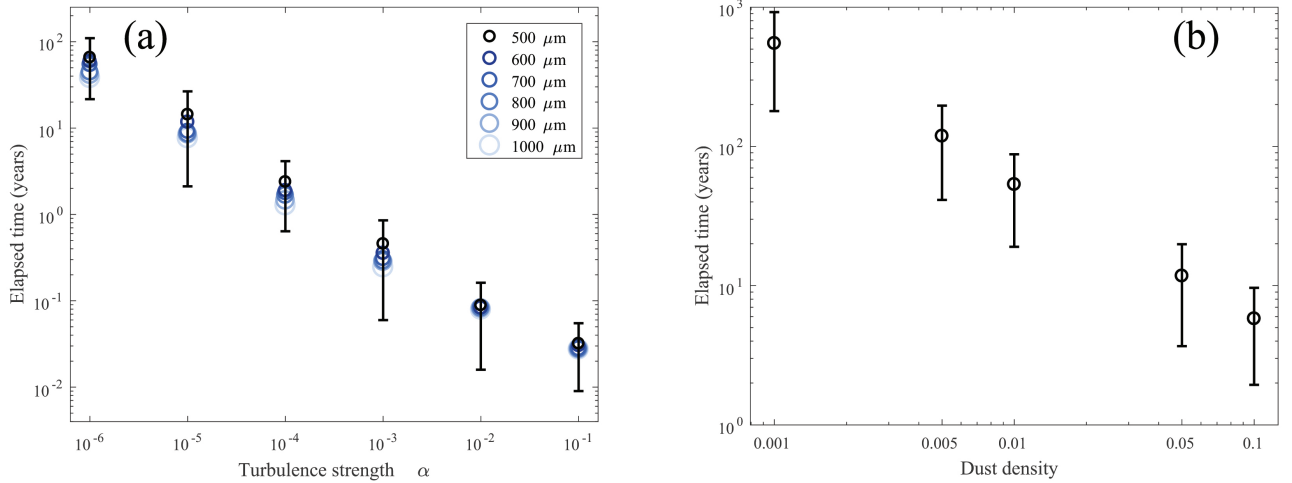 (a)
500 μm
600 μm
700 μm
800 μm
900 μm
1000 μm
10^2
10^1
10^0
10^-1
10^-2
Elapsed time (years)
10^-6 10^-5 10^-4 10^-3 10^-2 10^-1
Turbulence strength α
(b)
10^3
10^2
10^1
10^0
Elapsed time (years)
0.001 0.005 0.01 0.05 0.1
Dust density